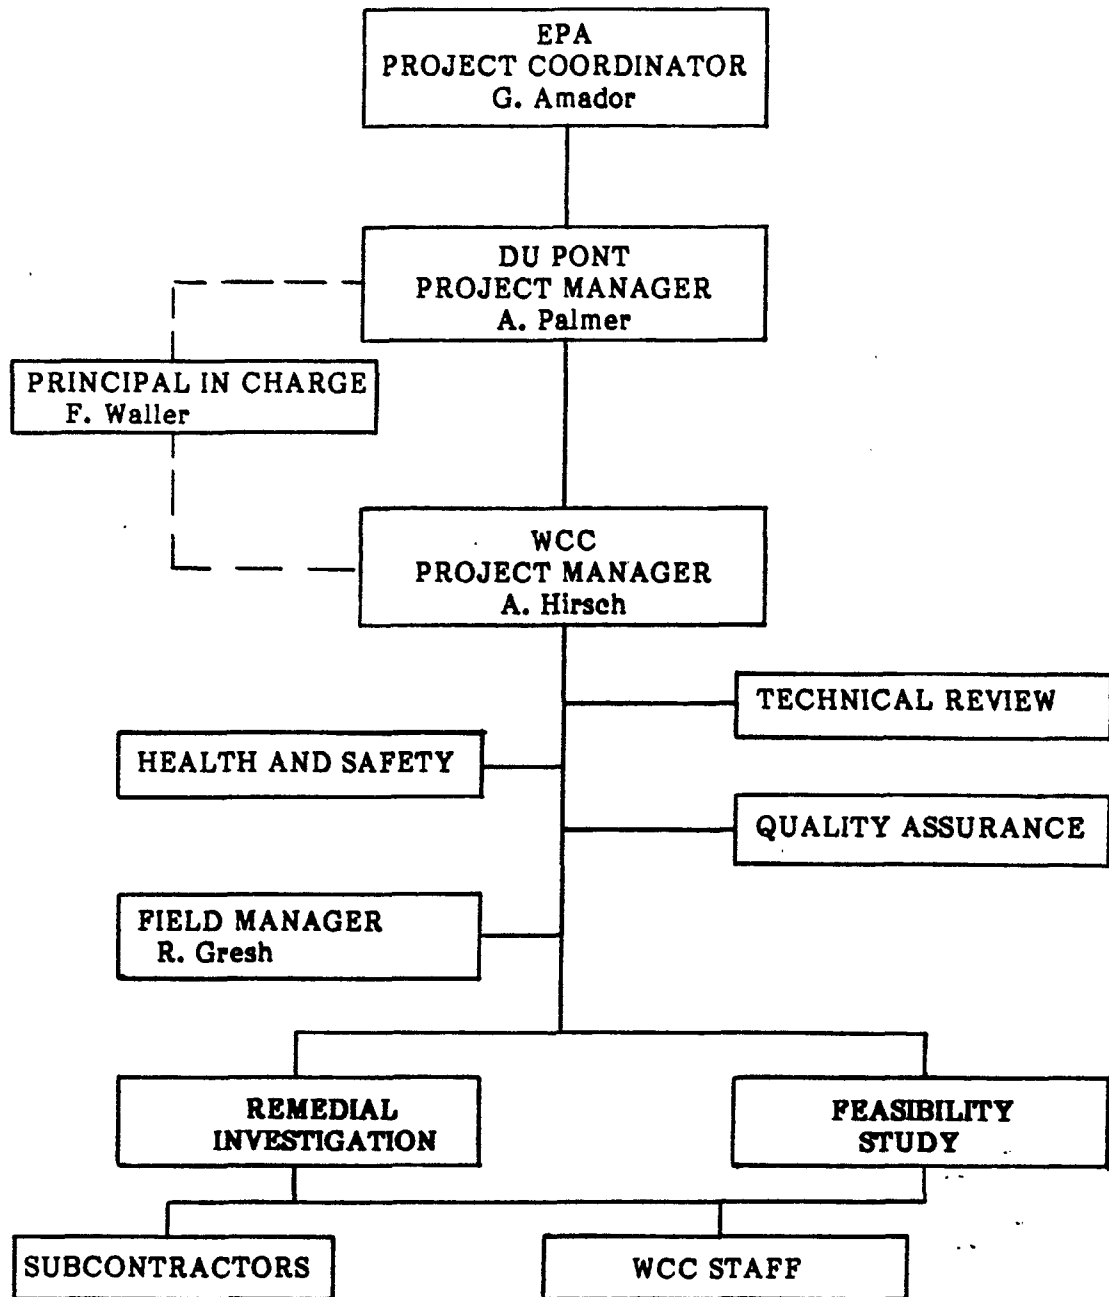 EPA
PROJECT COORDINATOR
G. Amador
DU PONT
PROJECT MANAGER
A. Palmer
PRINCIPAL IN CHARGE
F. Waller
WCC
PROJECT MANAGER
A. Hirsch
TECHNICAL REVIEW
HEALTH AND SAFETY
QUALITY ASSURANCE
FIELD MANAGER
R. Gresh
REMEDIAL
INVESTIGATION
FEASIBILITY
STUDY
SUBCONTRACTORS
WCC STAFF